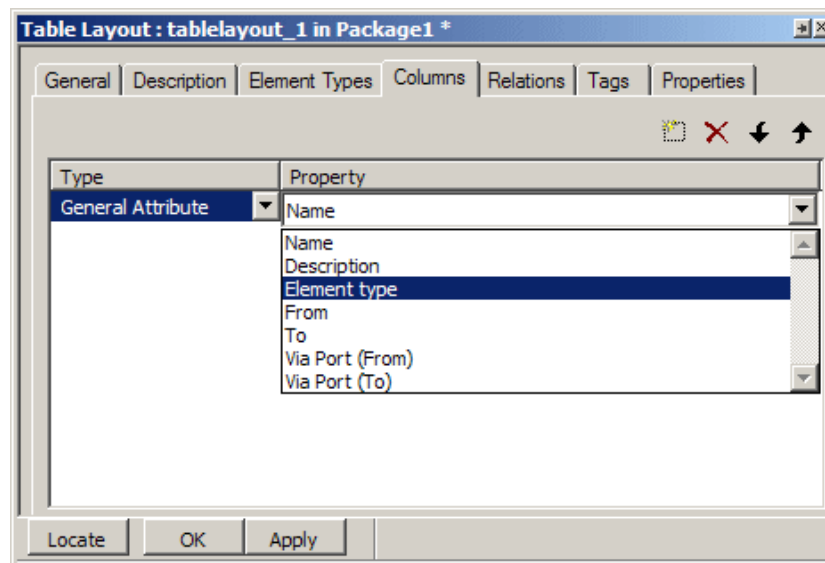 Table Layout : tablelayout_1 in Package1 *
General Description Element Types Columns Relations Tags Properties
Type Property
General Attribute Name
Name
Description
Element type
From
To
Via Port (From)
Via Port (To)
Locate OK Apply